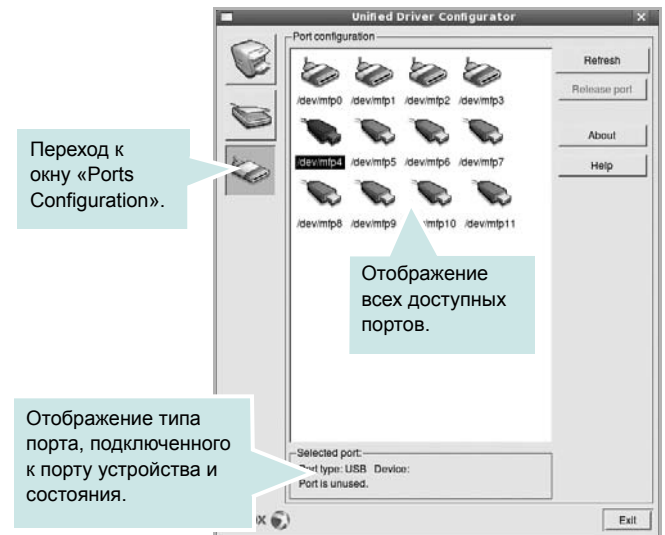 Unified Driver Configurator
Port configuration
Refresh
Release port
About
Help
/dev/mfp0 /dev/mfp1 /dev/mfp2 /dev/mfp3
/dev/mfp4 /dev/mfp5 /dev/mfp6 /dev/mfp7
/dev/mfp8 /dev/mfp9 mfp10 /dev/mfp11
Переход к
окну «Ports
Configuration».
Отображение
всех доступных
портов.
Отображение типа
порта, подключенного
к порту устройства и
состояния.
Selected port:
Port type: USB Device:
Port is unused.
Exit